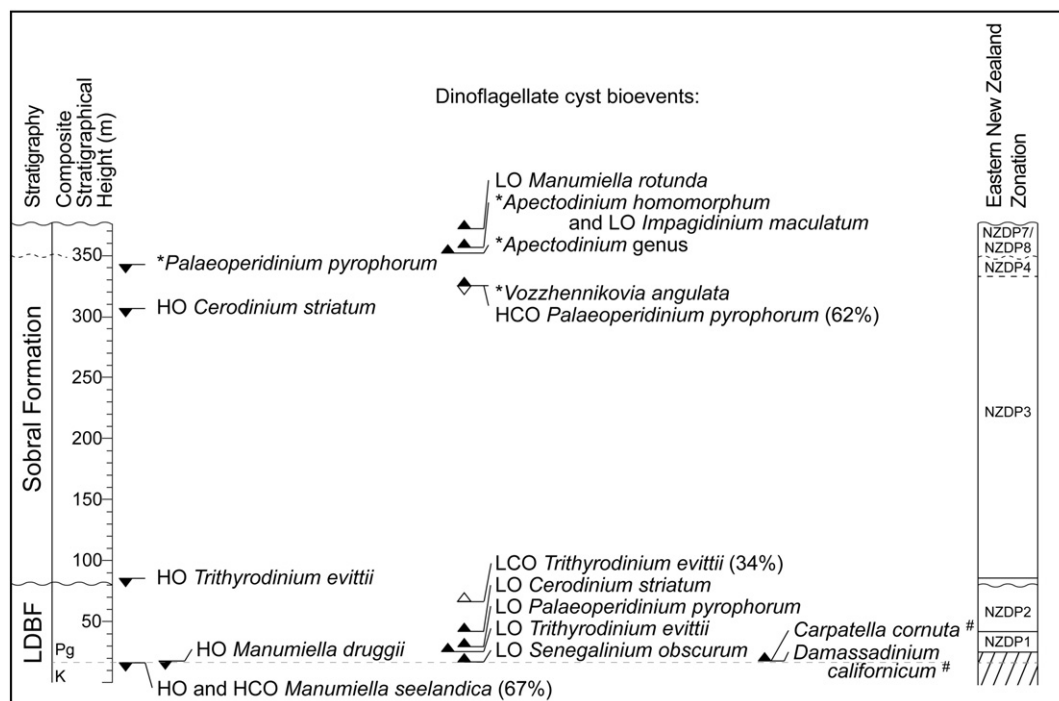 Stratigraphy
Composite
Stratigraphical
Height (m)
Dinoflagellate cyst bioevents:
Eastern New Zealand
Zonation
LO Manumiella rotunda
*Apectodinium homomorphum
and LO Impagidinium maculatum
*Apectodinium genus
*Palaeoperidinium pyrophorum
*Vozzhennikovia angulata
HO Cerodinium striatum
HCO Palaeoperidinium pyrophorum (62%)
HO Trithyrodinium evittii
LCO Trithyrodinium evittii (34%)
LO Cerodinium striatum
LO Palaeoperidinium pyrophorum
LO Trithyrodinium evittii
LO Senegalinium obscurum
HO Manumiella druggii
Carpatella cornuta #
Damassadinium
californicum #
HO and HCO Manumiella seelandica (67%)
Sobral Formation
LDBF
Pg
K
350
300
250
200
150
100
50
NZDP7/
NZDP8
NZDP4
NZDP3
NZDP2
NZDP1